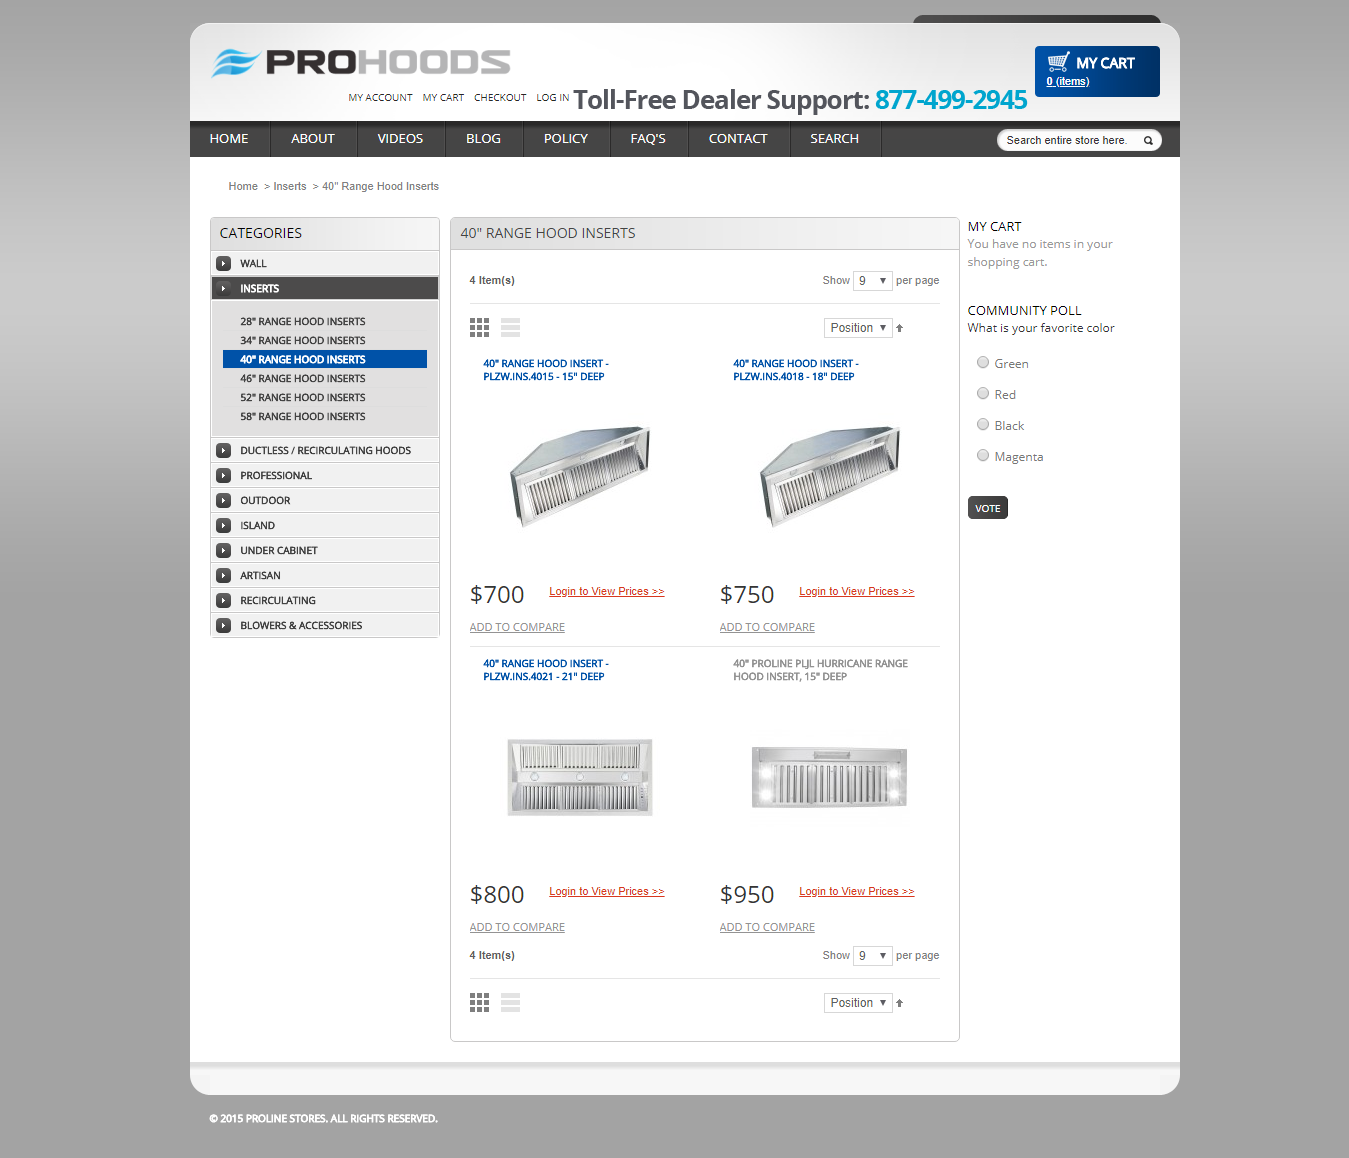 PROHOODS
MY CART
0 (items)
MY ACCOUNT MY CART CHECKOUT LOG IN Toll-Free Dealer Support: 877-499-2945
HOME ABOUT VIDEOS BLOG POLICY FAQ'S CONTACT SEARCH
Search entire store here.
Home > Inserts > 40" Range Hood Inserts
CATEGORIES
WALL
INSERTS
28" RANGE HOOD INSERTS
34" RANGE HOOD INSERTS
40" RANGE HOOD INSERTS
46" RANGE HOOD INSERTS
52" RANGE HOOD INSERTS
58" RANGE HOOD INSERTS
DUCTLESS / RECIRCULATING HOODS
PROFESSIONAL
OUTDOOR
ISLAND
UNDER CABINET
ARTISAN
RECIRCULATING
BLOWERS & ACCESSORIES
40" RANGE HOOD INSERTS
4 Item(s)
Show 9 per page
Position
40" RANGE HOOD INSERT -
PLZW.INS.4015 - 15" DEEP
$700 Login to View Prices >>
ADD TO COMPARE
40" RANGE HOOD INSERT -
PLZW.INS.4018 - 18" DEEP
$750 Login to View Prices >>
ADD TO COMPARE
40" RANGE HOOD INSERT -
PLZW.INS.4021 - 21" DEEP
$800 Login to View Prices >>
ADD TO COMPARE
40" PROLINE PLJL HURRICANE RANGE
HOOD INSERT, 15" DEEP
$950 Login to View Prices >>
ADD TO COMPARE
4 Item(s)
Show 9 per page
Position
MY CART
You have no items in your
shopping cart.
COMMUNITY POLL
What is your favorite color
Green
Red
Black
Magenta
VOTE
© 2015 PROLINE STORES. ALL RIGHTS RESERVED.